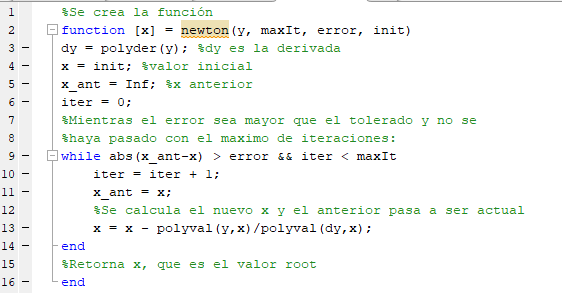 1 %Se crea la función
2 function [x] = newton(y, maxIt, error, init)
3 - dy = polyder(y); %dy es la derivada
4 - x = init; %valor inicial
5 - x_ant = Inf; %x anterior
6 - iter = 0;
7 %Mientras el error sea mayor que el tolerado y no se
8 %haya pasado con el maximo de iteraciones:
9 - while abs(x_ant-x) > error && iter < maxIt
10 - iter = iter + 1;
11 - x_ant = x;
12 %Se calcula el nuevo x y el anterior pasa a ser actual
13 - x = x - polyval(y,x)/polyval(dy,x);
14 - end
15 %Retorna x, que es el valor root
16 - end